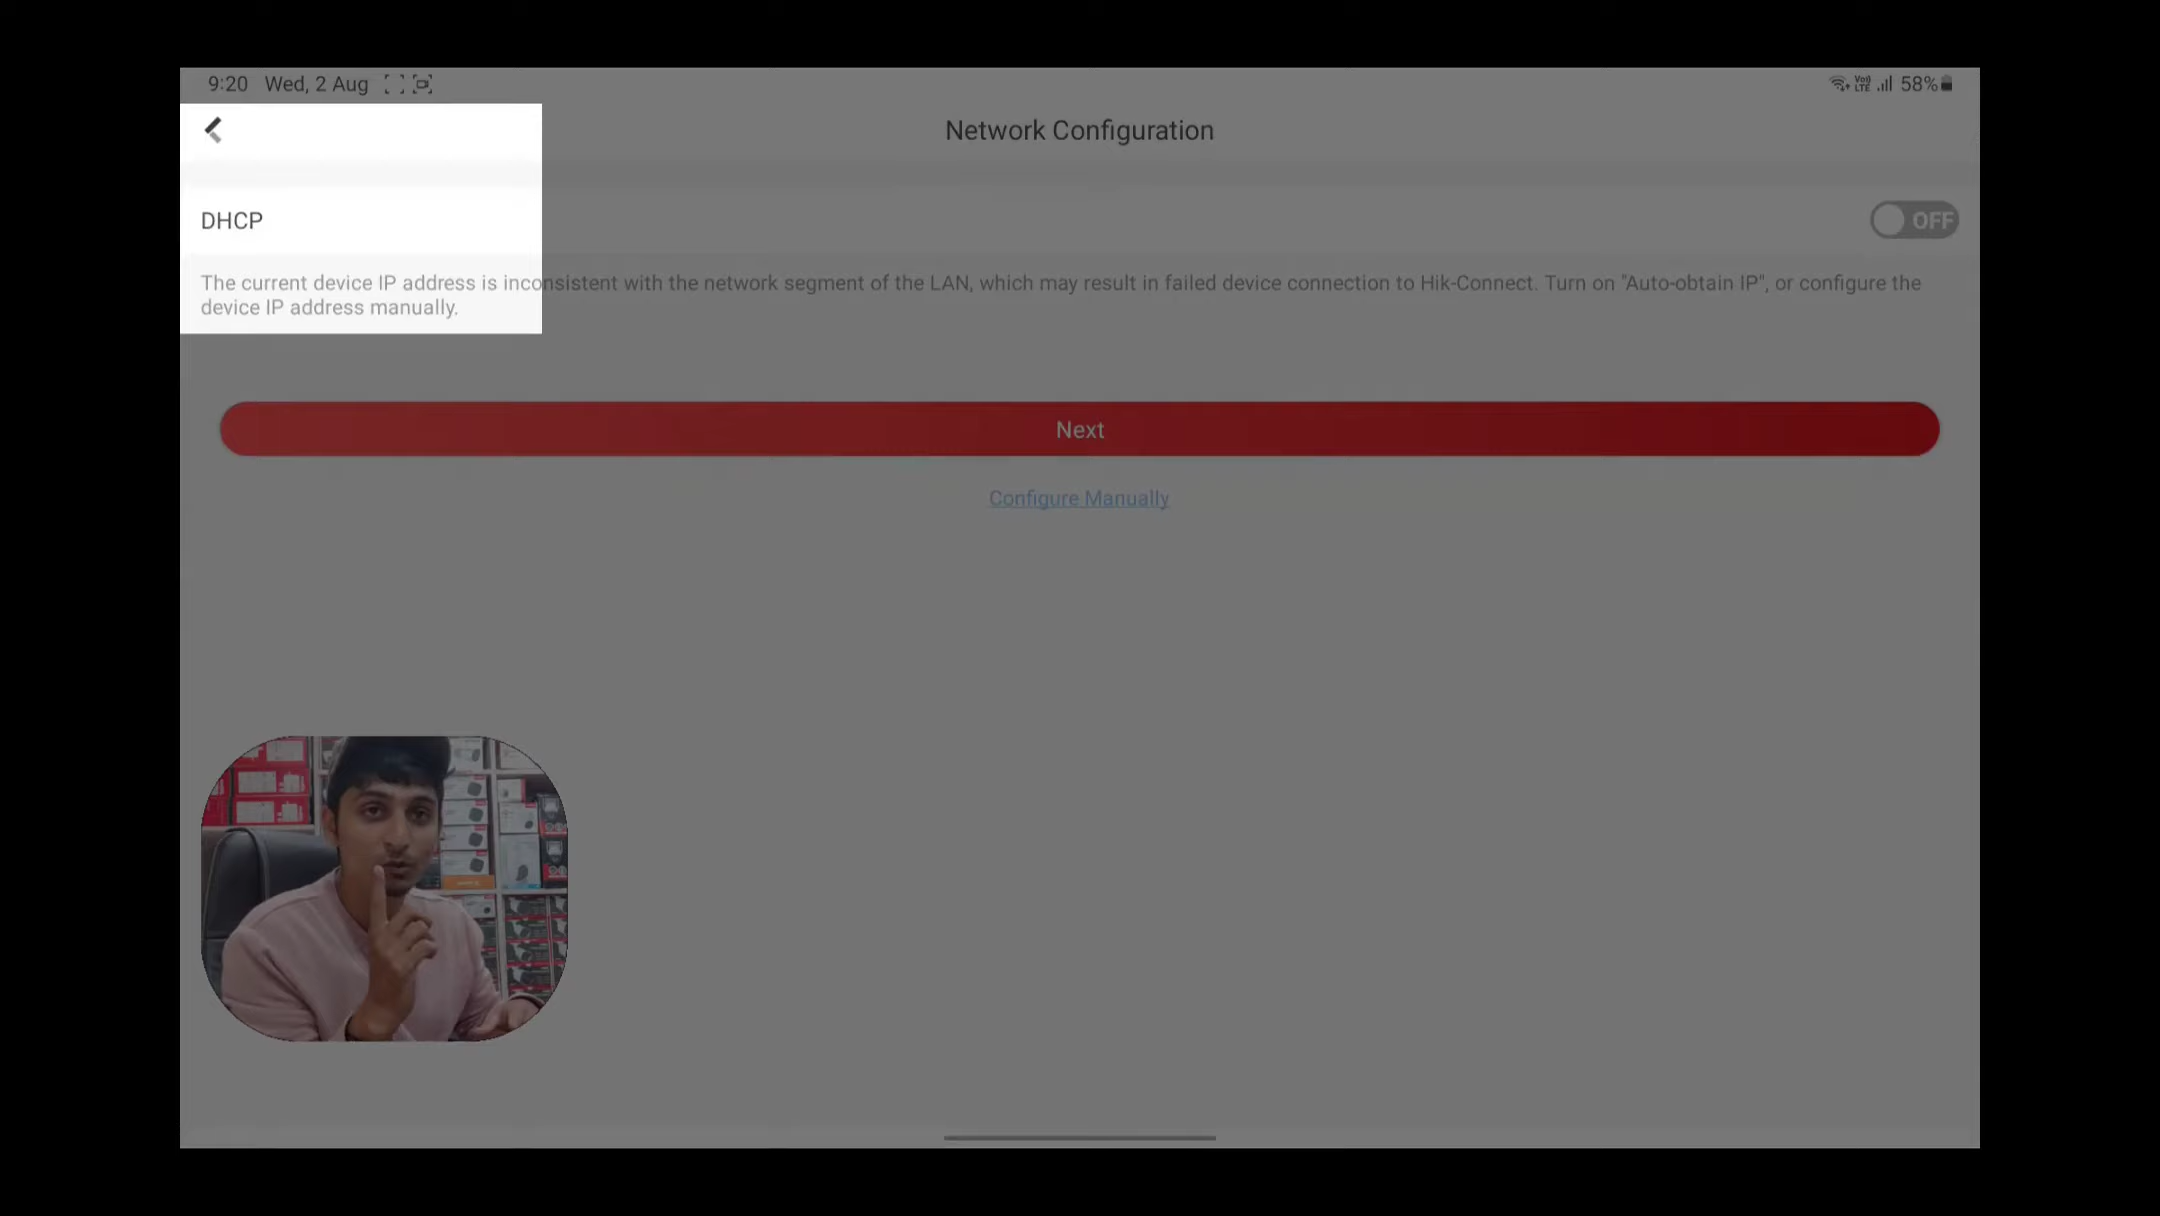 9:20 Wed, 2 Aug
Vo) LTE 58%
Network Configuration
DHCP
OFF
The current device IP address is inconsistent with the network segment of the LAN, which may result in failed device connection to Hik-Connect. Turn on "Auto-obtain IP", or configure the
device IP address manually.
Next
Configure Manually